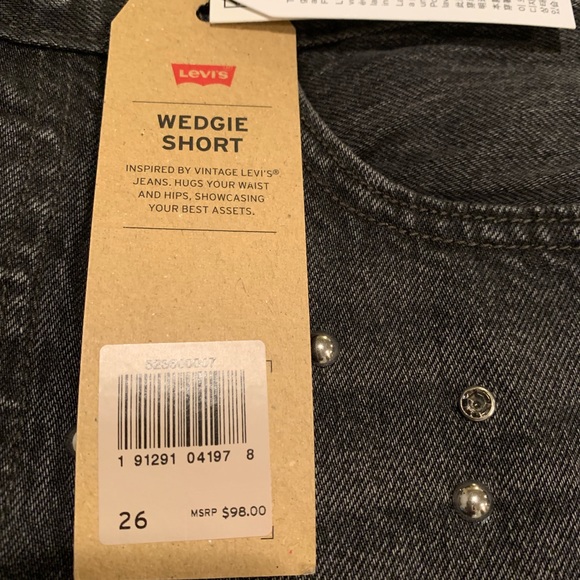 LEVI'S
WEDGIE
SHORT
INSPIRED BY VINTAGE LEVI'S®
JEANS. HUGS YOUR WAIST
AND HIPS, SHOWCASING
YOUR BEST ASSETS.
1 91291 04197 8
26 MSRP $98.00